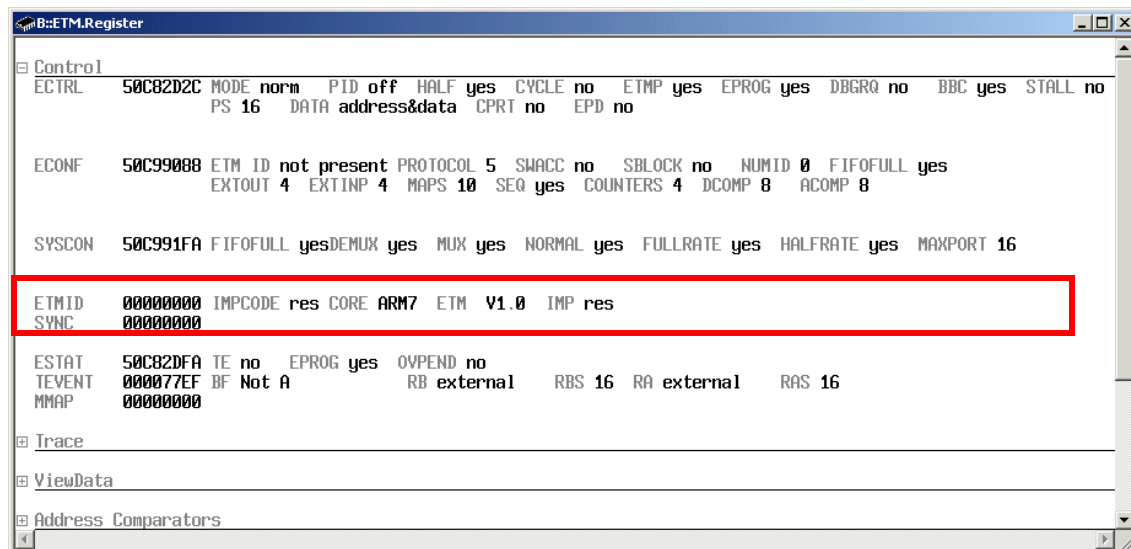 B::ETM.Register
Control
ECTRL 50C82D2C MODE norm PID off HALF yes CYCLE no ETMP yes EPROG yes DBGRQ no BBC yes STALL no
PS 16 DATA address&data CPRT no EPD no
ECONF 50C99088 ETM ID not present PROTOCOL 5 SWACC no SBLOCK no NUMID 0 FIFOFULL yes
EXTOUT 4 EXTINP 4 MAPS 10 SEQ yes COUNTERS 4 DCOMP 8 ACOMP 8
SYSCON 50C991FA FIFOFULL yesDEMUX yes MUX yes NORMAL yes FULLRATE yes HALFRATE yes MAXPORT 16
ETMID 00000000 IMPCODE res CORE ARM7 ETM V1.0 IMP res
SYNC 00000000
ESTAT 50C82DFA TE no EPROG yes OVPEND no
TEVENT 000077EF BF Not A RB external RBS 16 RA external RAS 16
MMAP 00000000
Trace
ViewData
Address Comparators